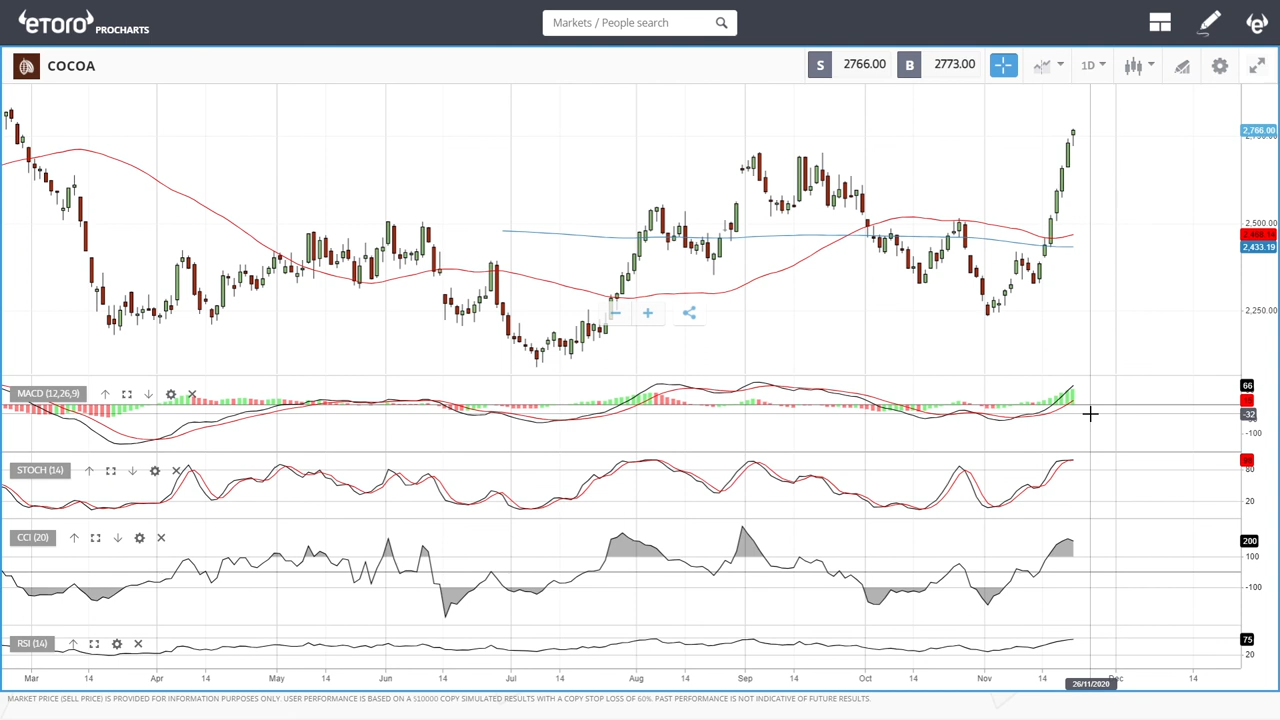 eTORO PROCHARTS
Markets / People search
COCOA
S 2766.00 B 2773.00 1D
2,766.00
2,500.00
2,433.19
2,250.00
MACD (12,26,9)
66
-32
-100
STOCH (14)
80
20
CCI (20)
200
100
-100
RSI (14)
75
20
Mar 14 Apr 14 May 14 Jun 14 Jul 14 Aug 14 Sep 14 Oct 14 Nov 14 Dec 14
26/11/2020
MARKET PRICE (SELL PRICE) IS PROVIDED FOR INFORMATION PURPOSES ONLY. USER PERFORMANCE IS BASED ON A $10000 COPY SIMULATED RESULTS WITH A COPY STOP LOSS OF 60%. PAST PERFORMANCE IS NOT INDICATIVE OF FUTURE RESULTS.